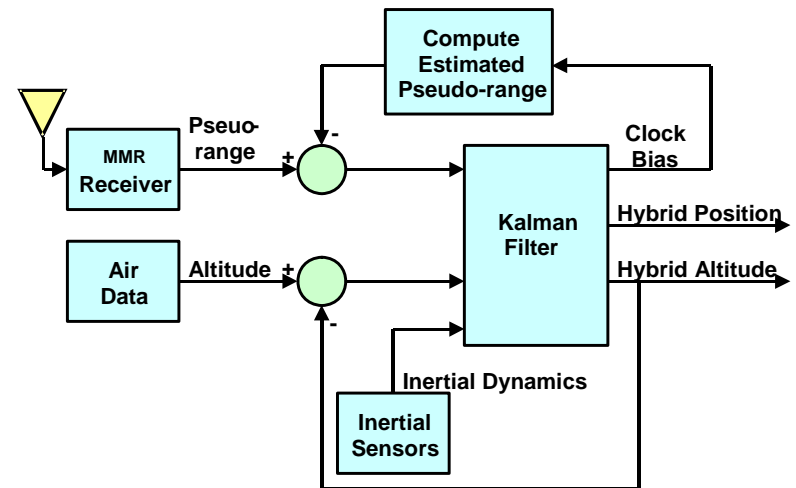 Compute
Estimated
Pseudo-range
-
Pseuo-
range
+
MMR
Receiver
Clock
Bias
Kalman
Filter
Hybrid Position
Hybrid Altitude
Air
Data
Altitude
+
-
Inertial Dynamics
Inertial
Sensors